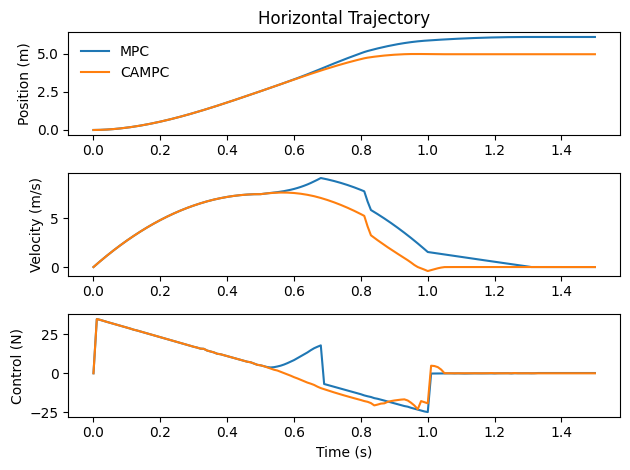 Horizontal Trajectory
Position (m)
5.0
2.5
0.0
MPC
CAMPC
0.0 0.2 0.4 0.6 0.8 1.0 1.2 1.4
Velocity (m/s)
5
0
0.0 0.2 0.4 0.6 0.8 1.0 1.2 1.4
Control (N)
25
0
−25
0.0 0.2 0.4 0.6 0.8 1.0 1.2 1.4
Time (s)